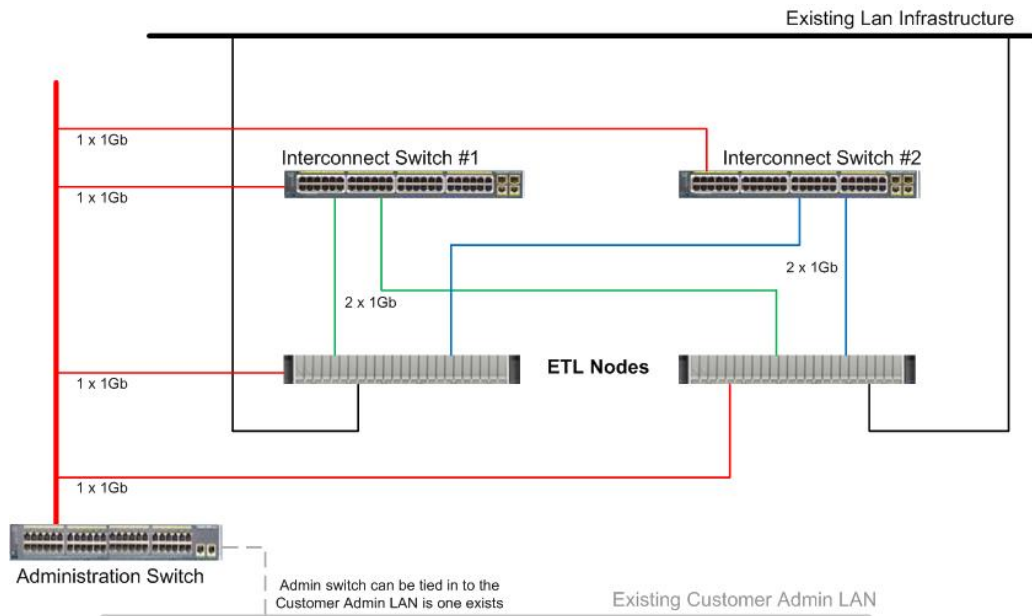 Existing Lan Infrastructure
1 x 1Gb
Interconnect Switch #1
Interconnect Switch #2
1 x 1Gb
2 x 1Gb
2 x 1Gb
ETL Nodes
1 x 1Gb
1 x 1Gb
Administration Switch
Admin switch can be tied in to the
Customer Admin LAN is one exists
Existing Customer Admin LAN